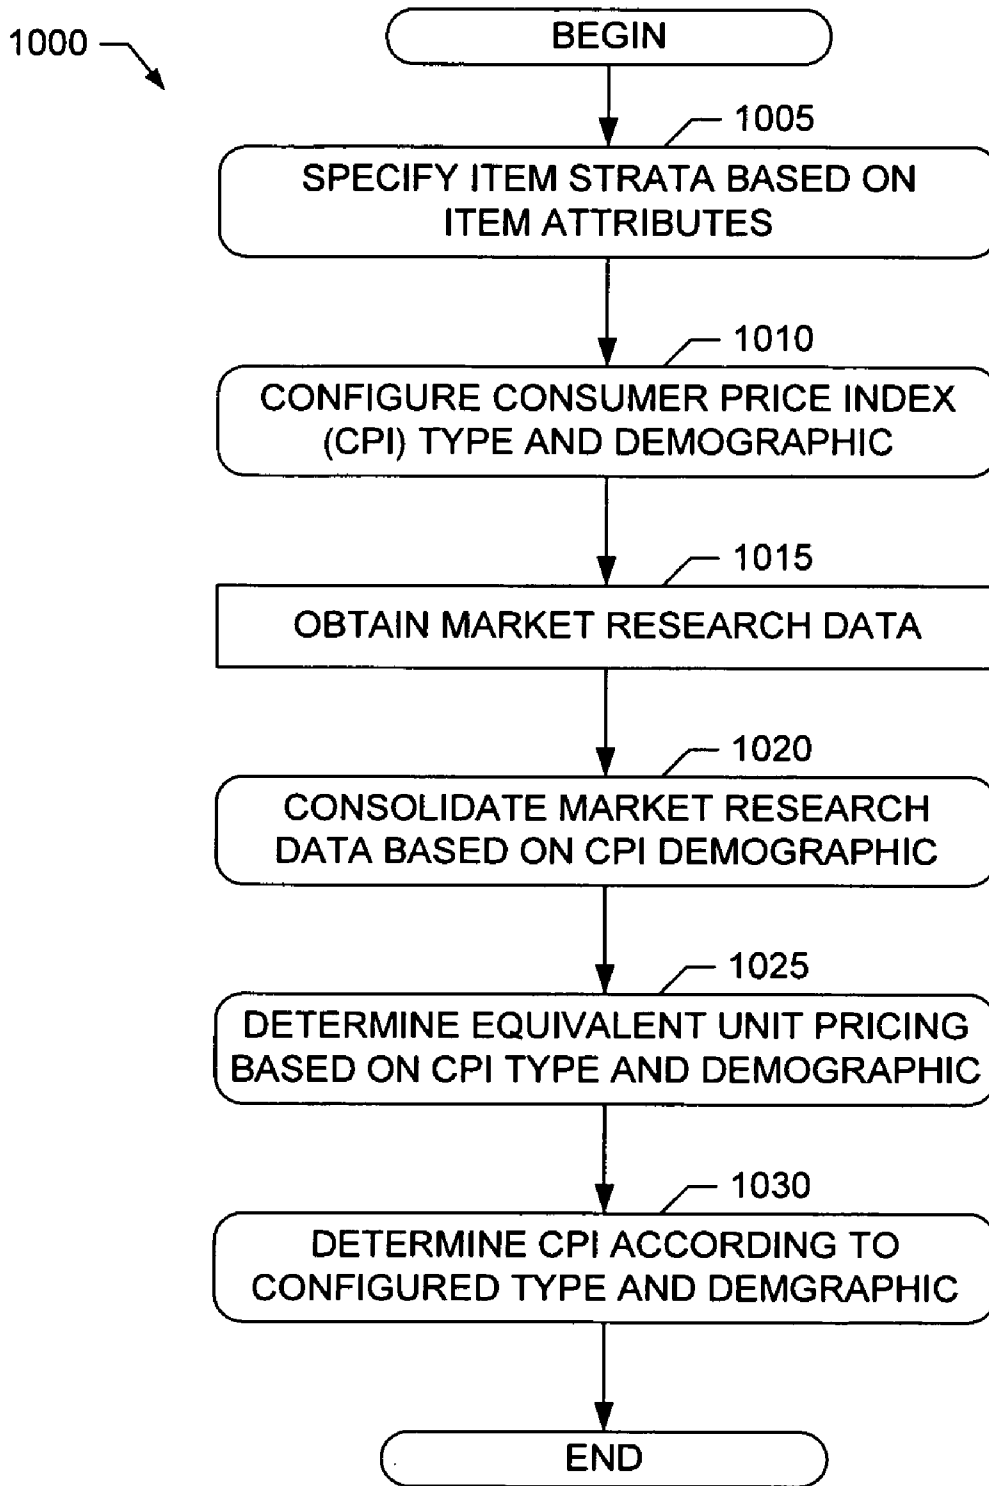 1000
BEGIN
1005
SPECIFY ITEM STRATA BASED ON
ITEM ATTRIBUTES
1010
CONFIGURE CONSUMER PRICE INDEX
(CPI) TYPE AND DEMOGRAPHIC
1015
OBTAIN MARKET RESEARCH DATA
1020
CONSOLIDATE MARKET RESEARCH
DATA BASED ON CPI DEMOGRAPHIC
1025
DETERMINE EQUIVALENT UNIT PRICING
BASED ON CPI TYPE AND DEMOGRAPHIC
1030
DETERMINE CPI ACCORDING TO
CONFIGURED TYPE AND DEMGRAPHIC
END